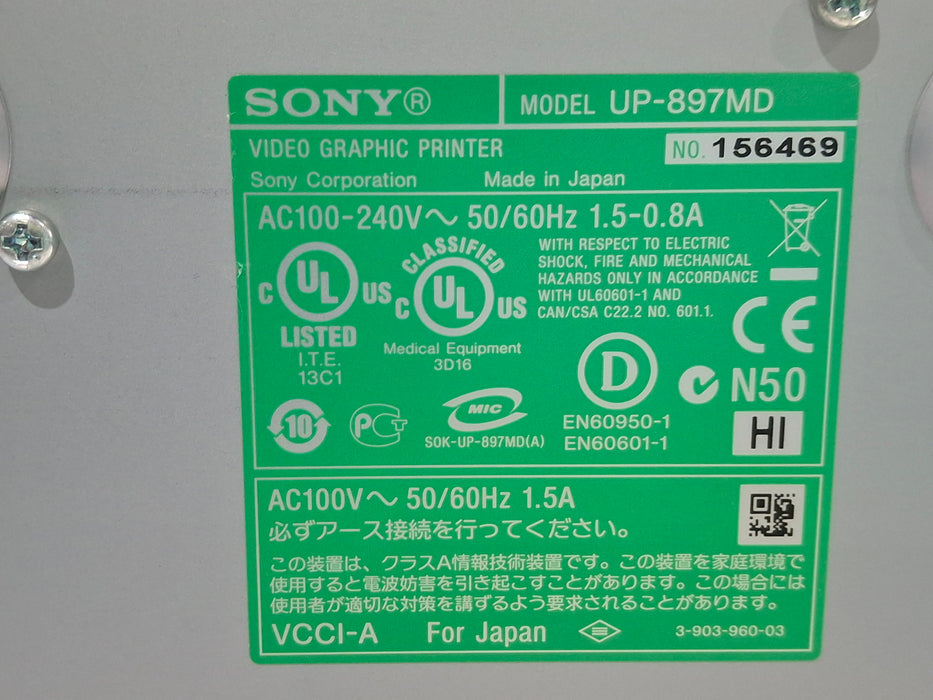 SONY® MODEL UP-897MD
VIDEO GRAPHIC PRINTER NO. 156469
Sony Corporation Made in Japan
AC100-240V～ 50/60Hz 1.5-0.8A
C UL US
LISTED
I.T.E.
13C1
CLASSIFIED
C UL US
Medical Equipment
3D16
WITH RESPECT TO ELECTRIC
SHOCK, FIRE AND MECHANICAL
HAZARDS ONLY IN ACCORDANCE
WITH UL60601-1 AND
CAN/CSA C22.2 NO. 601.1.
CE
D
N50
10
PCT
MIC
SOK-UP-897MD(A)
EN60950-1
EN60601-1
HI
AC100V～ 50/60Hz 1.5A
必ずアース接続を行ってください。
この装置は、クラスA情報技術装置です。この装置を家庭環境で
使用すると電波妨害を引き起こすことがあります。この場合には
使用者が適切な対策を講ずるよう要求されることがあります。
VCCI-A For Japan 3-903-960-03